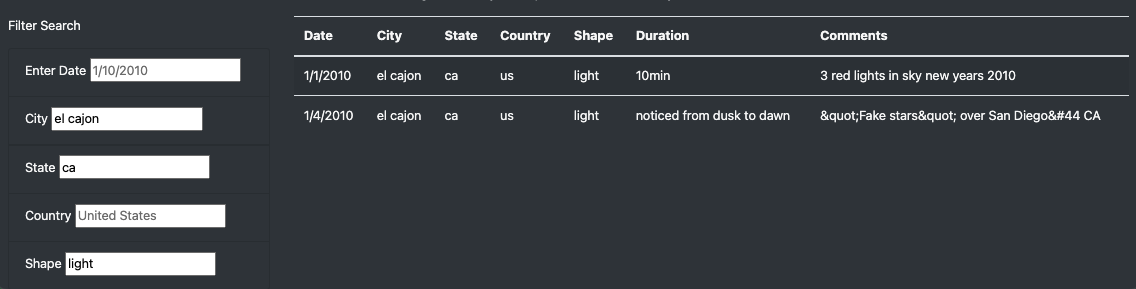 Filter Search
Enter Date 1/10/2010
City el cajon
State ca
Country United States
Shape light
Date City State Country Shape Duration Comments
1/1/2010 el cajon ca us light 10min 3 red lights in sky new years 2010
1/4/2010 el cajon ca us light noticed from dusk to dawn &quot;Fake stars&quot; over San Diego&#44 CA